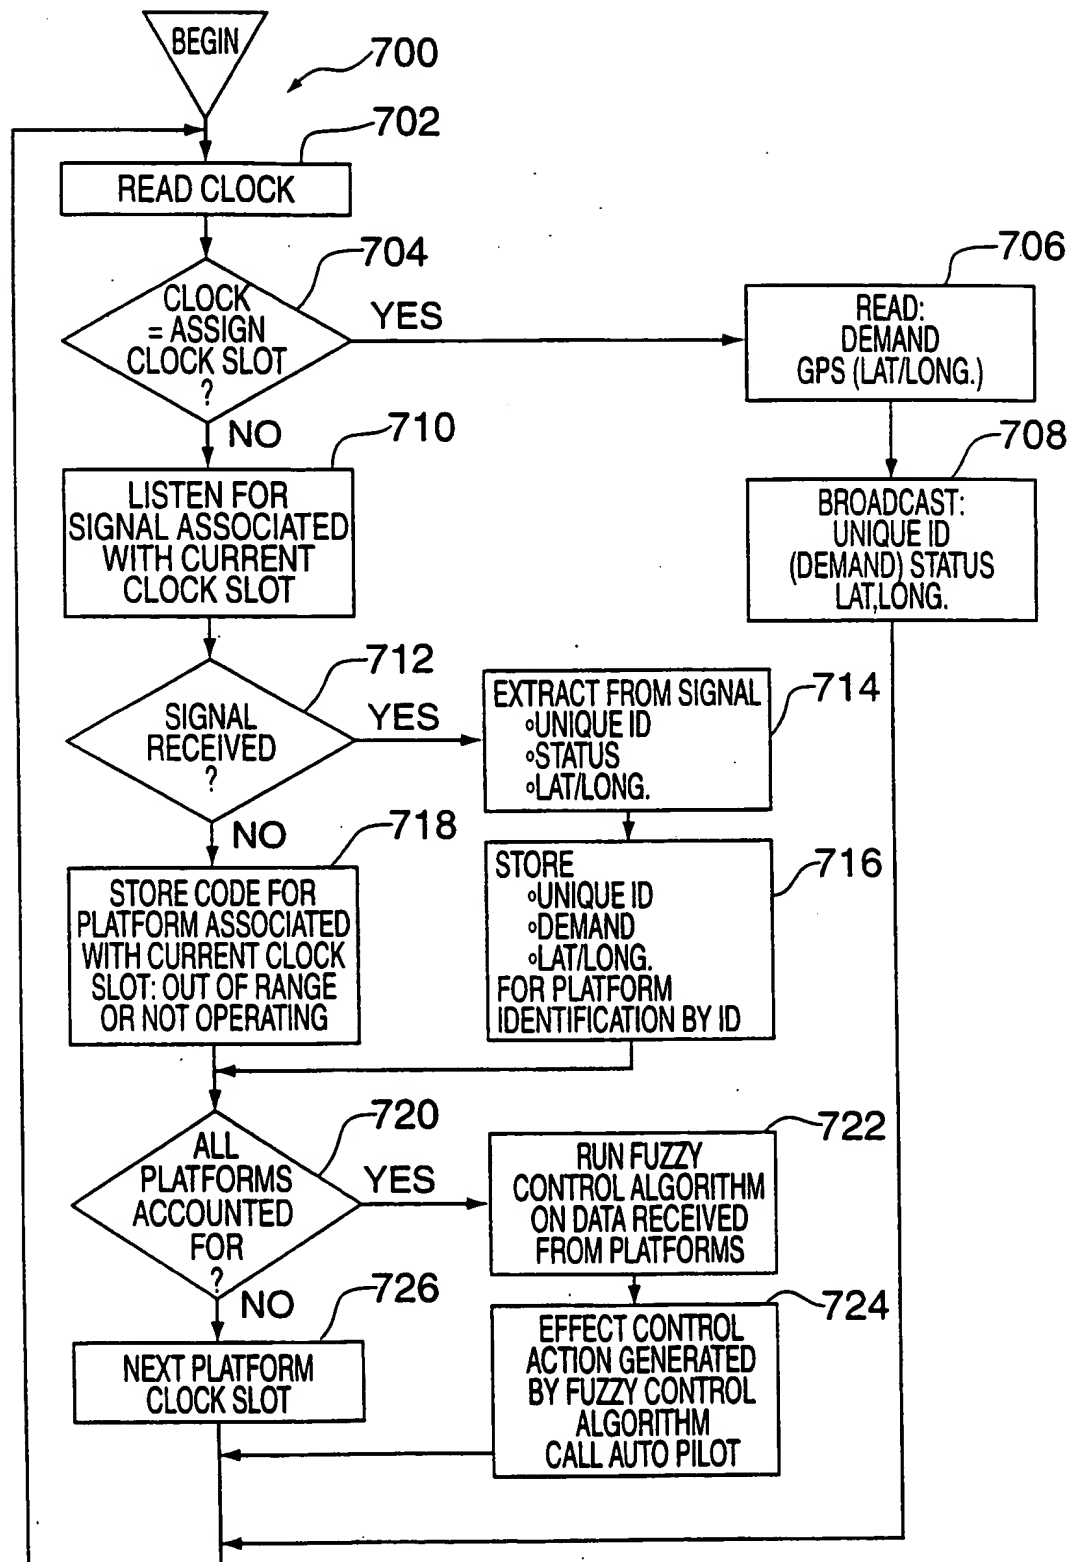 BEGIN
700
702
READ CLOCK
704
CLOCK
= ASSIGN
CLOCK SLOT
?
YES
706
READ:
DEMAND
GPS (LAT/LONG.)
NO
710
LISTEN FOR
SIGNAL ASSOCIATED
WITH CURRENT
CLOCK SLOT
708
BROADCAST:
UNIQUE ID
(DEMAND) STATUS
LAT,LONG.
712
SIGNAL
RECEIVED
?
YES
714
EXTRACT FROM SIGNAL
∘UNIQUE ID
∘STATUS
∘LAT/LONG.
NO
718
STORE CODE FOR
PLATFORM ASSOCIATED
WITH CURRENT CLOCK
SLOT: OUT OF RANGE
OR NOT OPERATING
716
STORE
∘UNIQUE ID
∘DEMAND
∘LAT/LONG.
FOR PLATFORM
IDENTIFICATION BY ID
720
ALL
PLATFORMS
ACCOUNTED
FOR
?
YES
722
RUN FUZZY
CONTROL ALGORITHM
ON DATA RECEIVED
FROM PLATFORMS
NO
726
NEXT PLATFORM
CLOCK SLOT
724
EFFECT CONTROL
ACTION GENERATED
BY FUZZY CONTROL
ALGORITHM
CALL AUTO PILOT